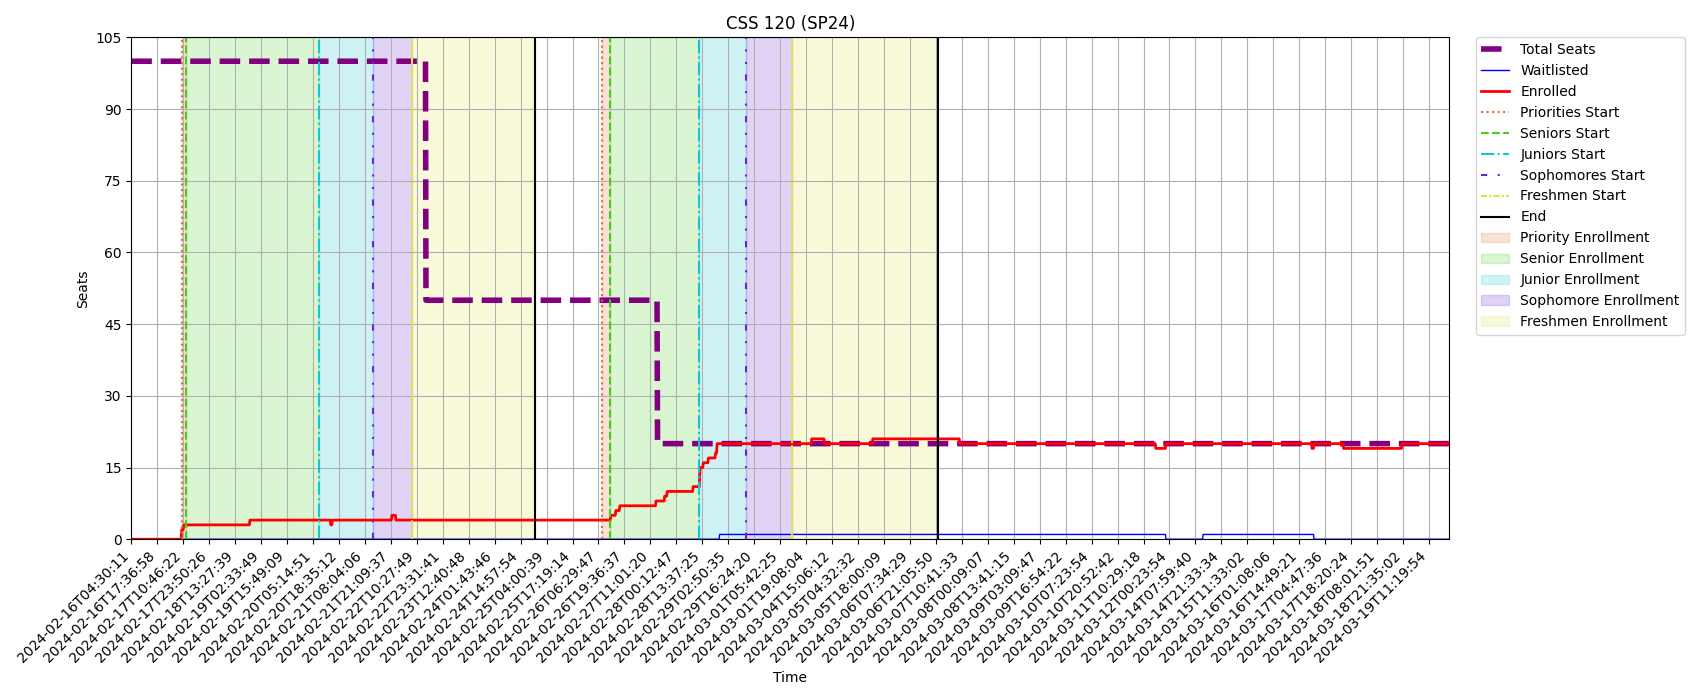 CSS 120 (SP24)
105
90
75
60
45
30
15
0
Seats
2024-02-16T04:30:11
2024-02-16T17:36:58
2024-02-17T10:46:22
2024-02-17T23:50:26
2024-02-18T13:27:39
2024-02-19T02:33:49
2024-02-19T15:49:09
2024-02-20T05:14:51
2024-02-20T18:35:12
2024-02-21T08:04:06
2024-02-21T21:09:37
2024-02-22T10:27:49
2024-02-22T23:31:41
2024-02-23T12:40:48
2024-02-24T01:43:46
2024-02-24T14:57:54
2024-02-25T04:00:39
2024-02-25T17:19:14
2024-02-26T06:29:47
2024-02-26T19:36:37
2024-02-27T11:01:20
2024-02-28T00:12:47
2024-02-28T13:37:25
2024-02-29T02:50:35
2024-02-29T16:24:20
2024-03-01T05:42:25
2024-03-01T19:08:04
2024-03-04T15:06:12
2024-03-05T04:32:32
2024-03-05T18:00:09
2024-03-06T07:34:29
2024-03-06T21:05:50
2024-03-07T10:41:33
2024-03-08T00:09:07
2024-03-08T13:41:15
2024-03-09T03:09:47
2024-03-09T16:54:22
2024-03-10T07:23:54
2024-03-10T20:52:42
2024-03-11T10:29:18
2024-03-12T00:23:54
2024-03-14T07:59:40
2024-03-14T21:33:34
2024-03-15T11:33:02
2024-03-16T01:08:06
2024-03-16T14:49:21
2024-03-17T04:47:36
2024-03-17T18:20:24
2024-03-18T08:01:51
2024-03-18T21:35:02
2024-03-19T11:19:54
Time
Total Seats
Waitlisted
Enrolled
Priorities Start
Seniors Start
Juniors Start
Sophomores Start
Freshmen Start
End
Priority Enrollment
Senior Enrollment
Junior Enrollment
Sophomore Enrollment
Freshmen Enrollment